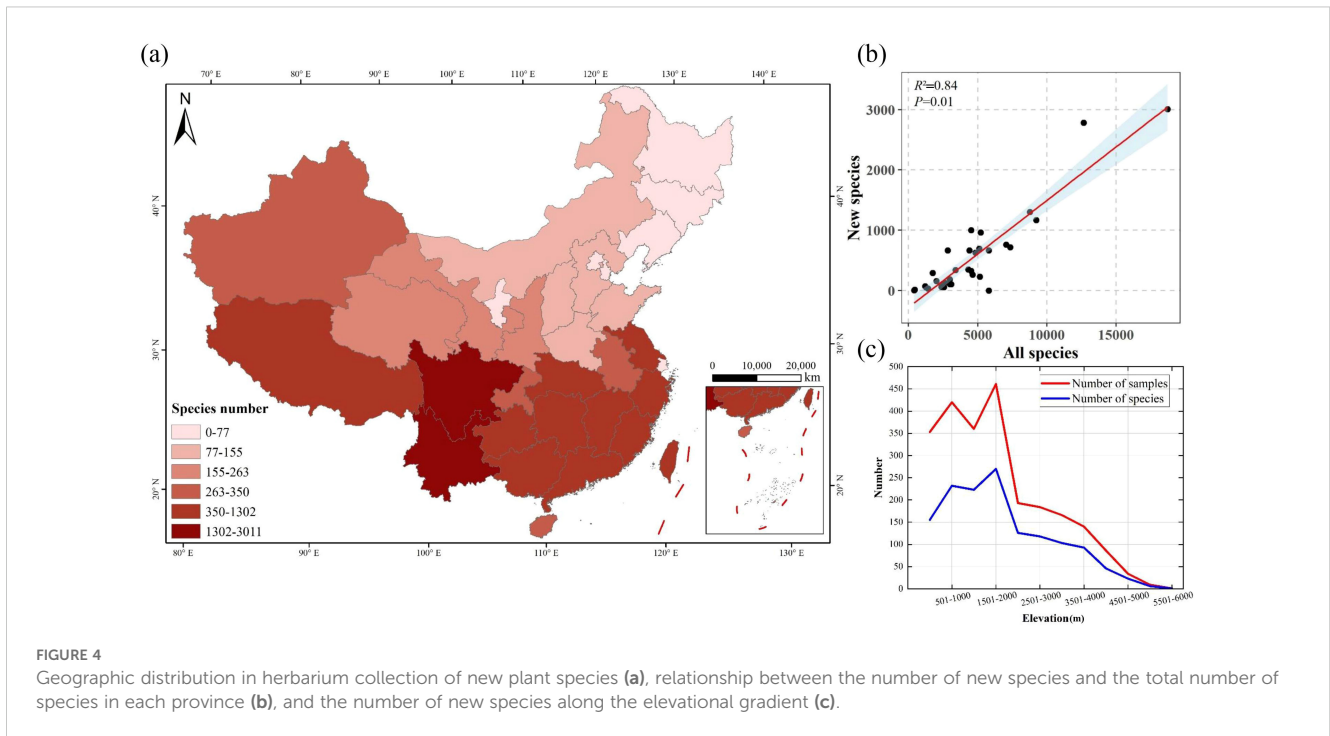 (a)
70° E 80° E 90° E 100° E 110° E 120° E 130° E 140° E
N
40° N
30° N
20° N
40° N
30° N
20° N
0 10,000 20,000
km
Species number
0-77
77-155
155-263
263-350
350-1302
1302-3011
80° E 90° E 100° E 110° E 120° E 130° E
(b)
R²=0.84
P=0.01
New species
3000
2000
1000
0
0 5000 10000 15000
All species
(c)
Number of samples
Number of species
Number
500
450
400
350
300
250
200
150
100
50
0
501-1000 1501-2000 2501-3000 3501-4000 4501-5000 5501-6000
Elevation(m)
FIGURE 4
Geographic distribution in herbarium collection of new plant species (a), relationship between the number of new species and the total number of
species in each province (b), and the number of new species along the elevational gradient (c).